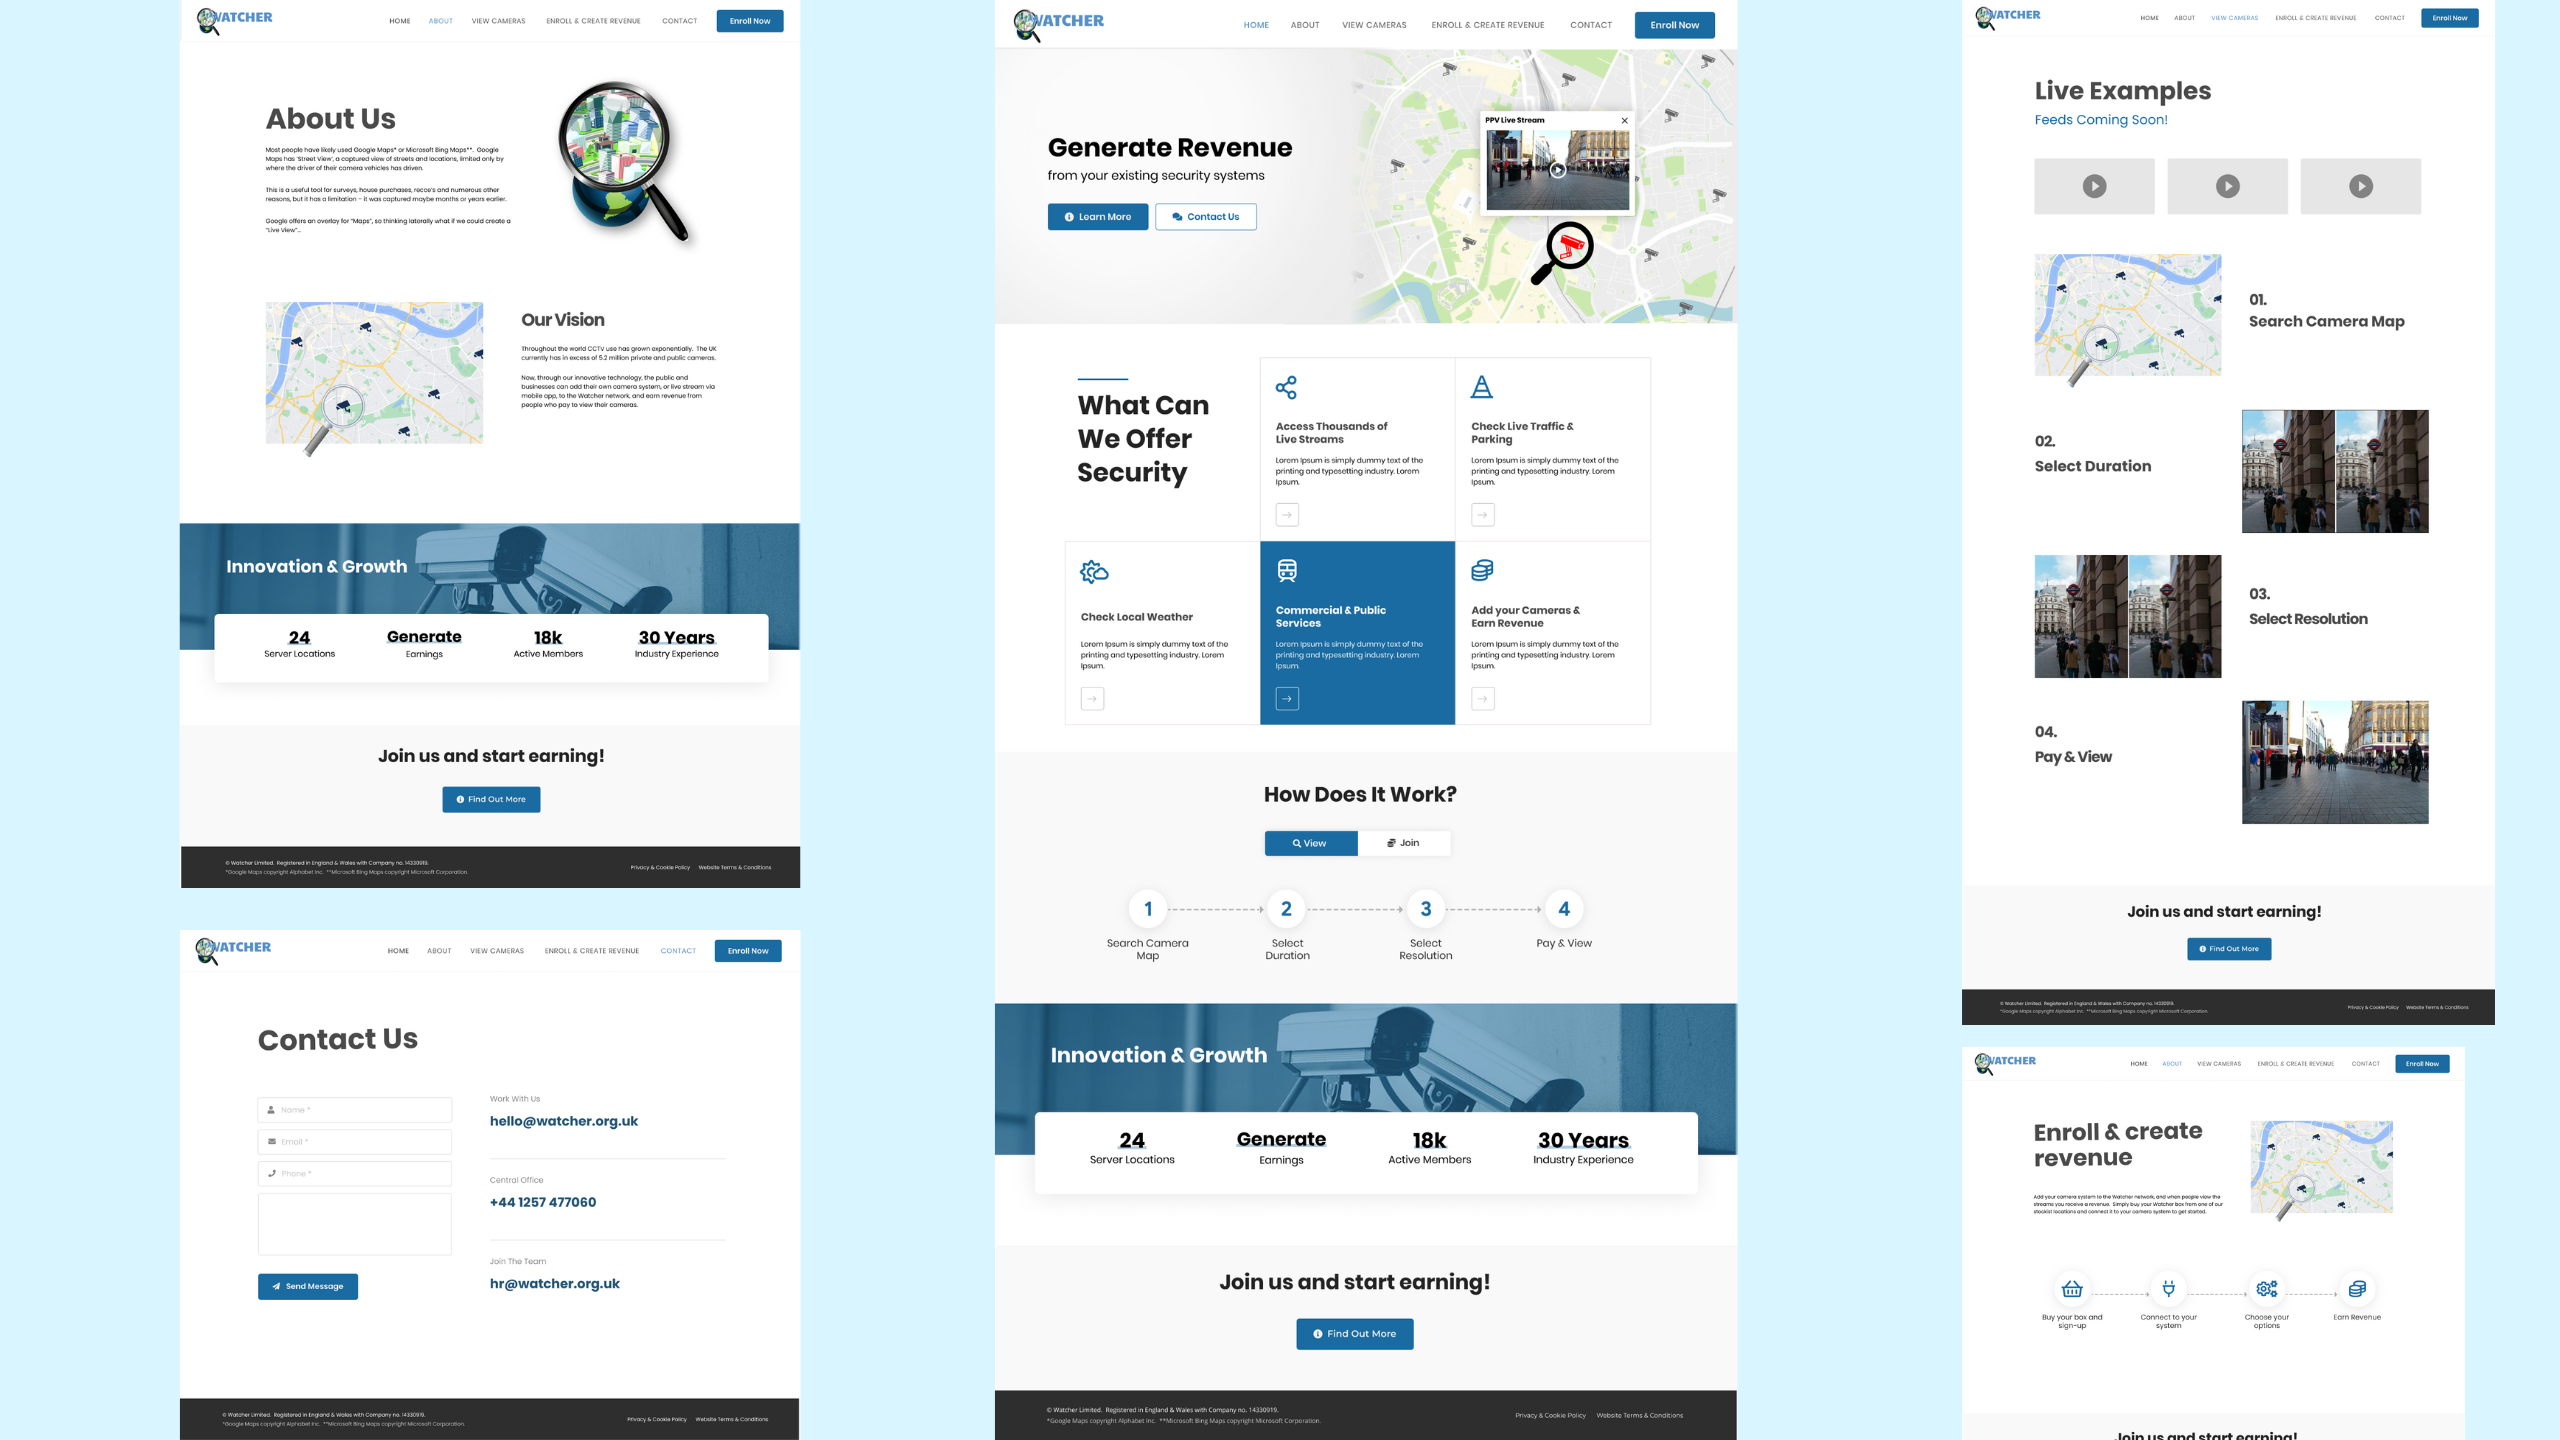 WATCHER
HOME ABOUT VIEW CAMERAS ENROLL & CREATE REVENUE CONTACT Enroll Now
About Us
Most people have likely used Google Maps* or Microsoft Bing Maps**. Google
Maps has 'Street View', a captured view of streets and locations, limited only by
where the driver of their camera vehicles has driven.
This is a useful tool for surveys, house purchases, recce's and numerous other
reasons, but it has a limitation – it was captured maybe months or years earlier.
Google offers an overlay for "Maps", so thinking laterally what if we could create a
"Live View"...
Our Vision
Throughout the world CCTV use has grown exponentially. The UK
currently has in excess of 5.2 million private and public cameras.
Now, through our innovative technology, the public and
businesses can add their own camera system, or live stream via
mobile app, to the Watcher network, and earn revenue from
people who pay to view their cameras.
Innovation & Growth
24
Server Locations
Generate
Earnings
18k
Active Members
30 Years
Industry Experience
Join us and start earning!
Find Out More
© Watcher Limited. Registered in England & Wales with Company no. 14330919.
*Google Maps copyright Alphabet Inc. **Microsoft Bing Maps copyright Microsoft Corporation.
Privacy & Cookie Policy Website Terms & Conditions
WATCHER
HOME ABOUT VIEW CAMERAS ENROLL & CREATE REVENUE CONTACT Enroll Now
Contact Us
Name *
Email *
Phone *
Send Message
Work With Us
hello@watcher.org.uk
Central Office
+44 1257 477060
Join The Team
hr@watcher.org.uk
© Watcher Limited. Registered in England & Wales with Company no. 14330919.
*Google Maps copyright Alphabet Inc. **Microsoft Bing Maps copyright Microsoft Corporation.
Privacy & Cookie Policy Website Terms & Conditions
WATCHER
HOME ABOUT VIEW CAMERAS ENROLL & CREATE REVENUE CONTACT Enroll Now
Generate Revenue
from your existing security systems
Learn More Contact Us
PPV Live Stream
What Can
We Offer
Security
Access Thousands of
Live Streams
Lorem Ipsum is simply dummy text of the
printing and typesetting industry. Lorem
Ipsum.
Check Live Traffic &
Parking
Lorem Ipsum is simply dummy text of the
printing and typesetting industry. Lorem
Ipsum.
Check Local Weather
Lorem Ipsum is simply dummy text of the
printing and typesetting industry. Lorem
Ipsum.
Commercial & Public
Services
Lorem Ipsum is simply dummy text of the
printing and typesetting industry. Lorem
Ipsum.
Add your Cameras &
Earn Revenue
Lorem Ipsum is simply dummy text of the
printing and typesetting industry. Lorem
Ipsum.
How Does It Work?
View Join
1
Search Camera
Map
2
Select
Duration
3
Select
Resolution
4
Pay & View
Innovation & Growth
24
Server Locations
Generate
Earnings
18k
Active Members
30 Years
Industry Experience
Join us and start earning!
Find Out More
© Watcher Limited. Registered in England & Wales with Company no. 14330919.
*Google Maps copyright Alphabet Inc. **Microsoft Bing Maps copyright Microsoft Corporation.
Privacy & Cookie Policy Website Terms & Conditions
WATCHER
HOME ABOUT VIEW CAMERAS ENROLL & CREATE REVENUE CONTACT Enroll Now
Live Examples
Feeds Coming Soon!
01.
Search Camera Map
02.
Select Duration
03.
Select Resolution
04.
Pay & View
Join us and start earning!
Find Out More
© Watcher Limited. Registered in England & Wales with Company no. 14330919.
*Google Maps copyright Alphabet Inc. **Microsoft Bing Maps copyright Microsoft Corporation.
Privacy & Cookie Policy Website Terms & Conditions
WATCHER
HOME ABOUT VIEW CAMERAS ENROLL & CREATE REVENUE CONTACT Enroll Now
Enroll & create
revenue
Add your camera system to the Watcher network, and when people view the
streams you receive a revenue. Simply buy your Watcher box from one of our
stockist locations and connect it to your camera system to get started.
Buy your box and
sign-up
Connect to your
system
Choose your
options
Earn Revenue
Join us and start earning!